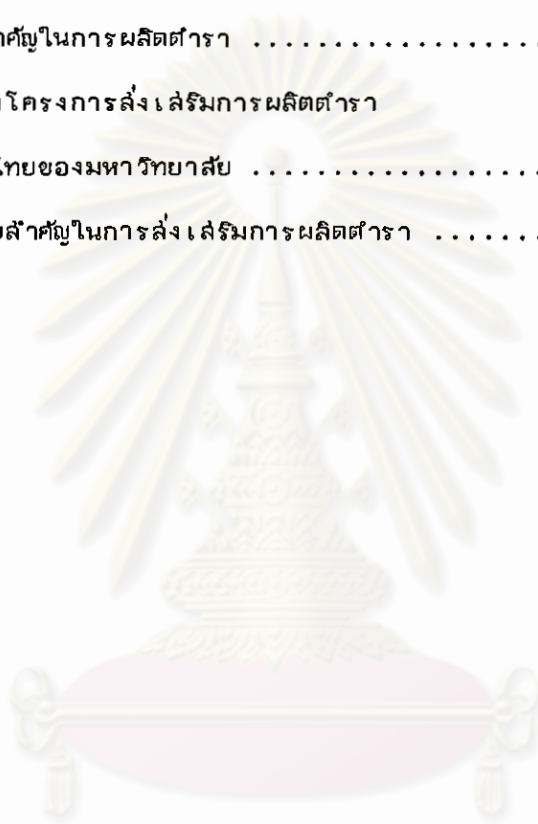 คัญในการผลิตตำรา ..................
โครงการส่งเสริมการผลิตตำรา
ไทยของมหาวิทยาลัย ..................
สำคัญในการส่งเสริมการผลิตตำรา .......